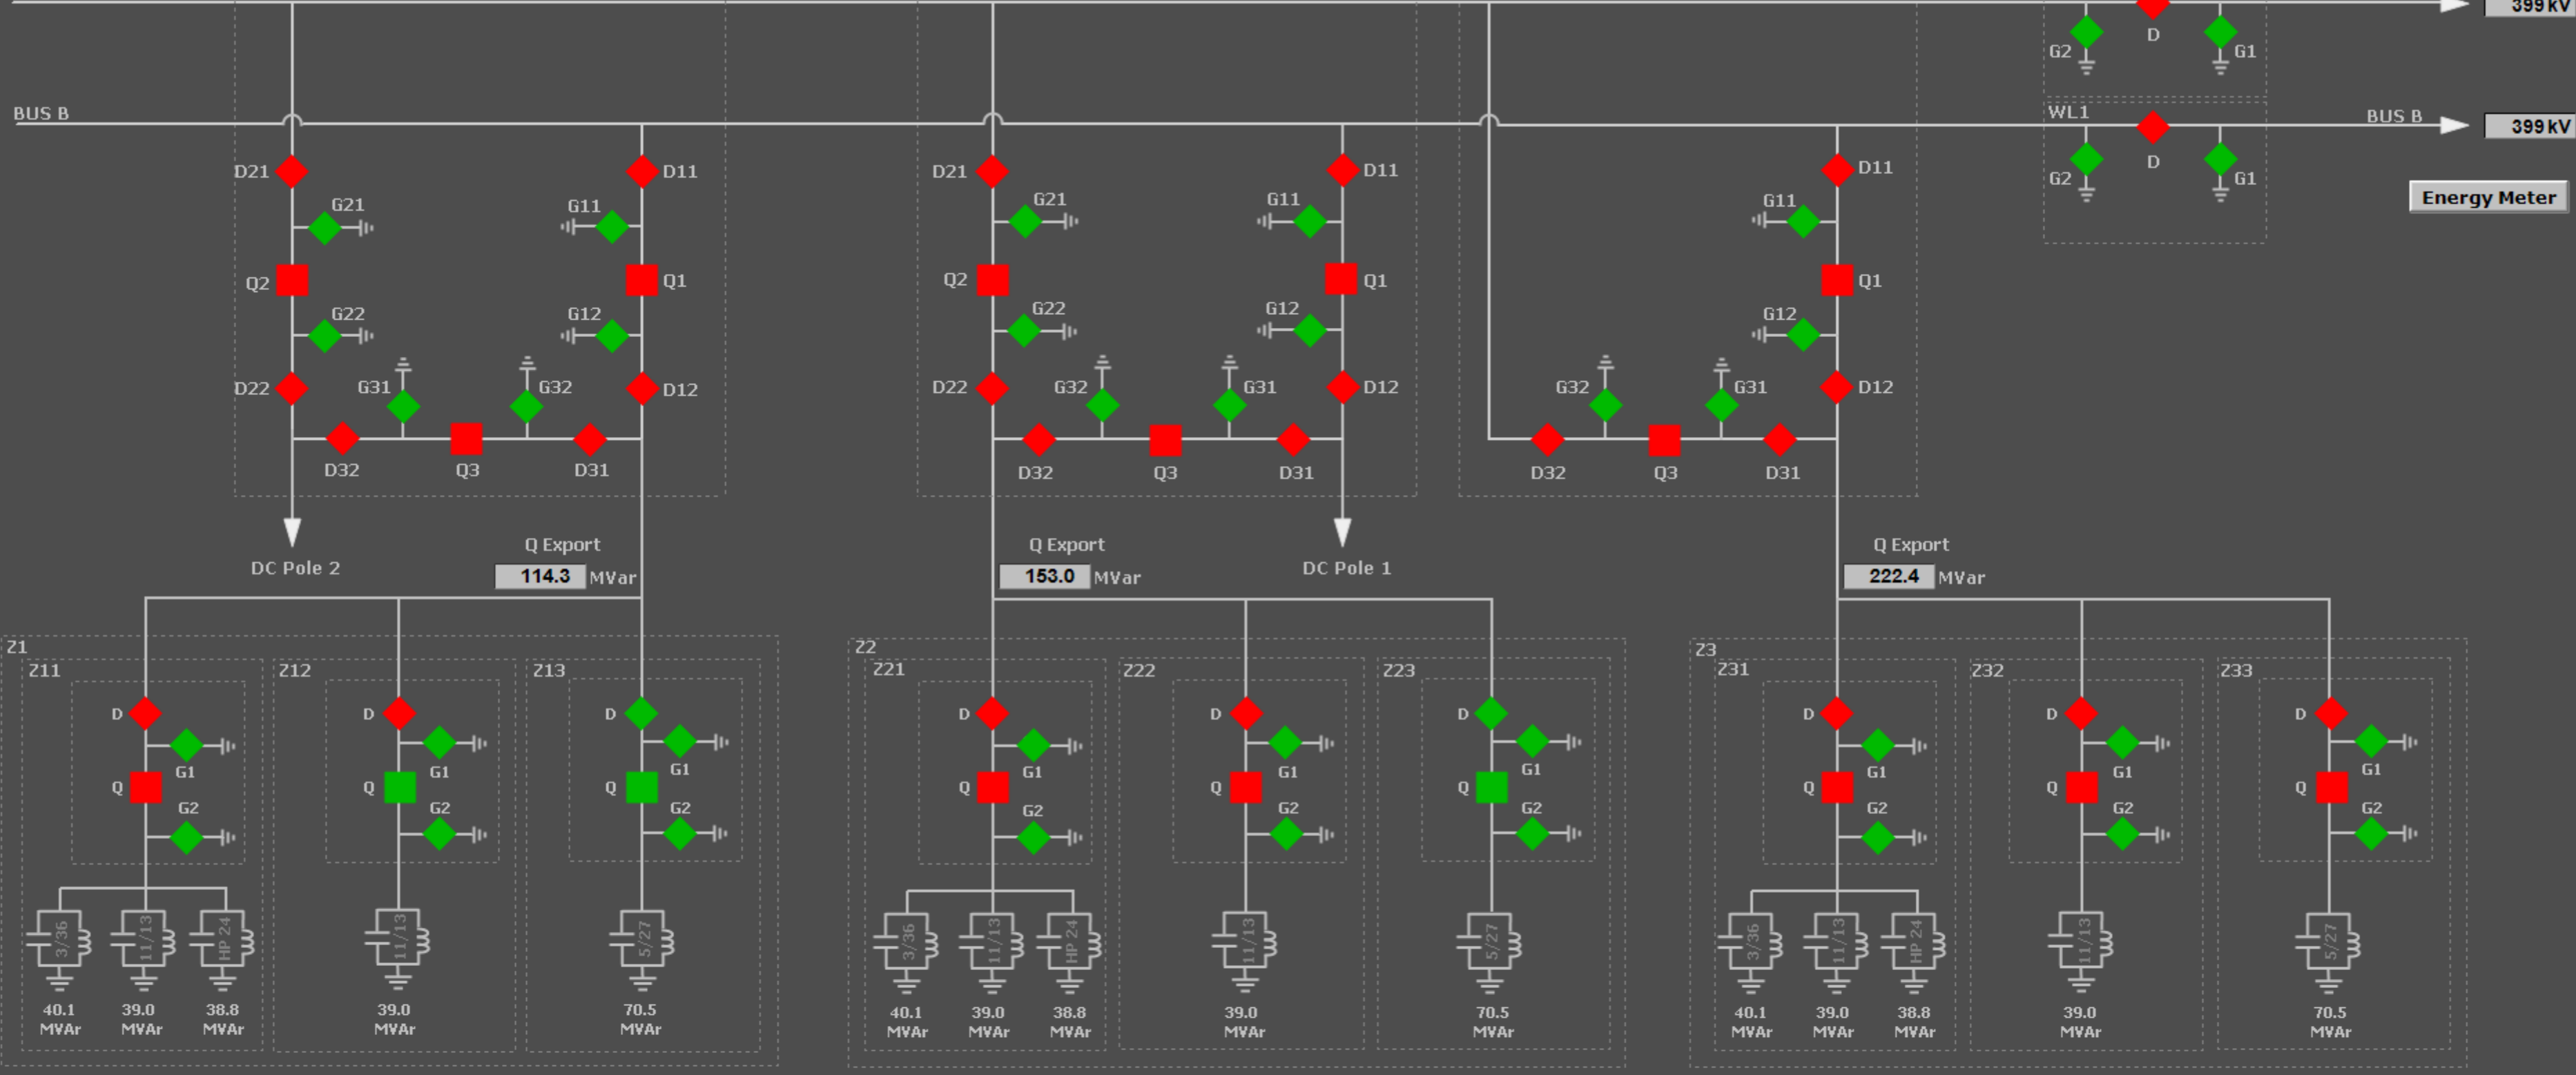 399 kV
G2
D
G1
BUS B
WL1
BUS B
399 kV
G2
D
G1
Energy Meter
D21
D11
D21
D11
D11
G21
G11
G21
G11
G11
Q2
Q1
Q2
Q1
Q1
G22
G12
G22
G12
G12
D22
G31
G32
D12
D22
G32
G31
D12
G32
G31
D12
D32
Q3
D31
D32
Q3
D31
D32
Q3
D31
DC Pole 2
Q Export
114.3 MVar
Q Export
153.0 MVar
DC Pole 1
Q Export
222.4 MVar
Z1
Z11
Z12
Z13
Z2
Z21
Z22
Z23
Z3
Z31
Z32
Z33
D
D
D
D
D
D
D
D
D
G1
G1
G1
G1
G1
G1
G1
G1
G1
Q
Q
Q
Q
Q
Q
Q
Q
Q
G2
G2
G2
G2
G2
G2
G2
G2
G2
3/36
11/13
HP 24
11/13
5/27
3/36
11/13
HP 24
11/13
5/27
3/36
11/13
HP 24
11/13
5/27
40.1
MVAr
39.0
MVAr
38.8
MVAr
39.0
MVAr
70.5
MVAr
40.1
MVAr
39.0
MVAr
38.8
MVAr
39.0
MVAr
70.5
MVAr
40.1
MVAr
39.0
MVAr
38.8
MVAr
39.0
MVAr
70.5
MVAr